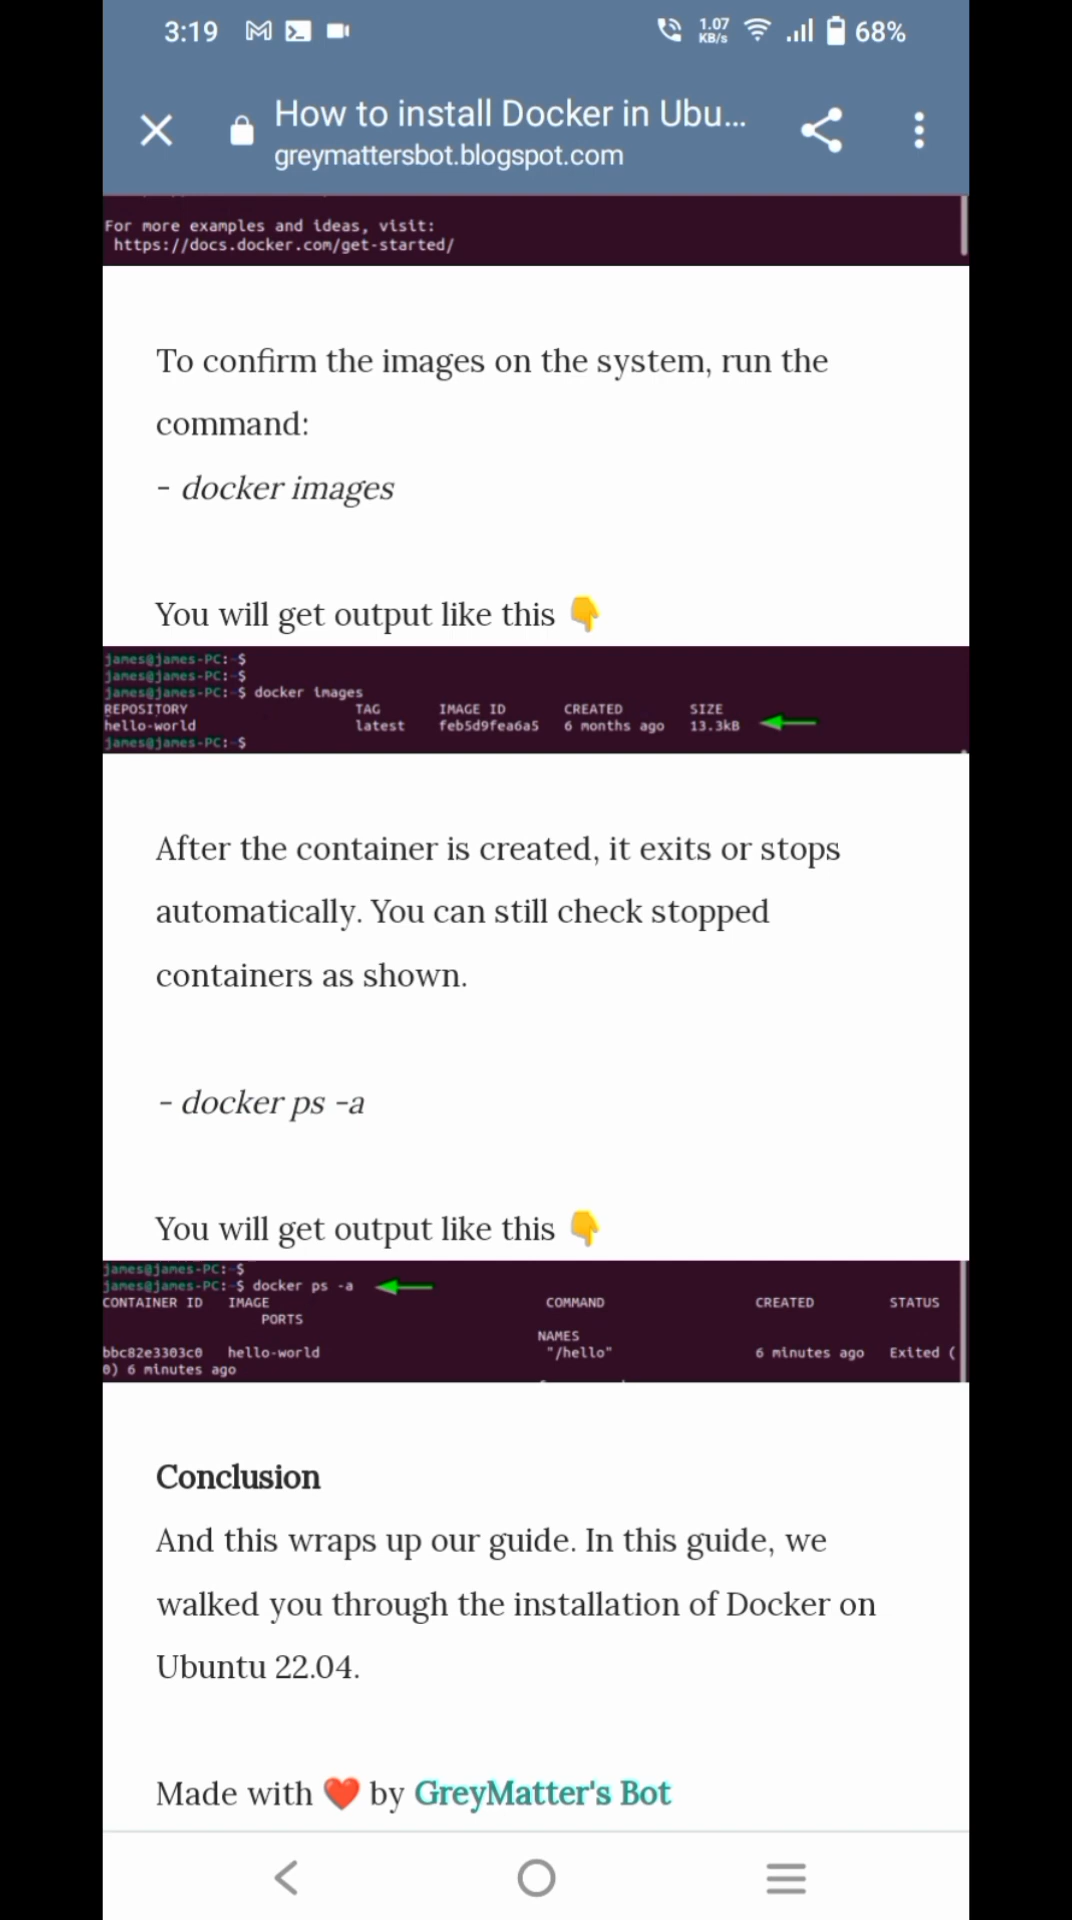 3:19 1.07 KB/s 68%
How to install Docker in Ubu...
greymattersbot.blogspot.com
For more examples and ideas, visit:
https://docs.docker.com/get-started/
To confirm the images on the system, run the
command:
- docker images
You will get output like this 👇
james@james-PC:~$
james@james-PC:~$
james@james-PC:~$ docker images
REPOSITORY TAG IMAGE ID CREATED SIZE
hello-world latest feb5d9fea6a5 6 months ago 13.3kB
james@james-PC:~$
After the container is created, it exits or stops
automatically. You can still check stopped
containers as shown.
- docker ps -a
You will get output like this 👇
james@james-PC:~$
james@james-PC:~$ docker ps -a
CONTAINER ID IMAGE COMMAND CREATED STATUS
PORTS
NAMES
bbc82e3303c0 hello-world "/hello" 6 minutes ago Exited (
0) 6 minutes ago
Conclusion
And this wraps up our guide. In this guide, we
walked you through the installation of Docker on
Ubuntu 22.04.
Made with ❤️ by GreyMatter's Bot